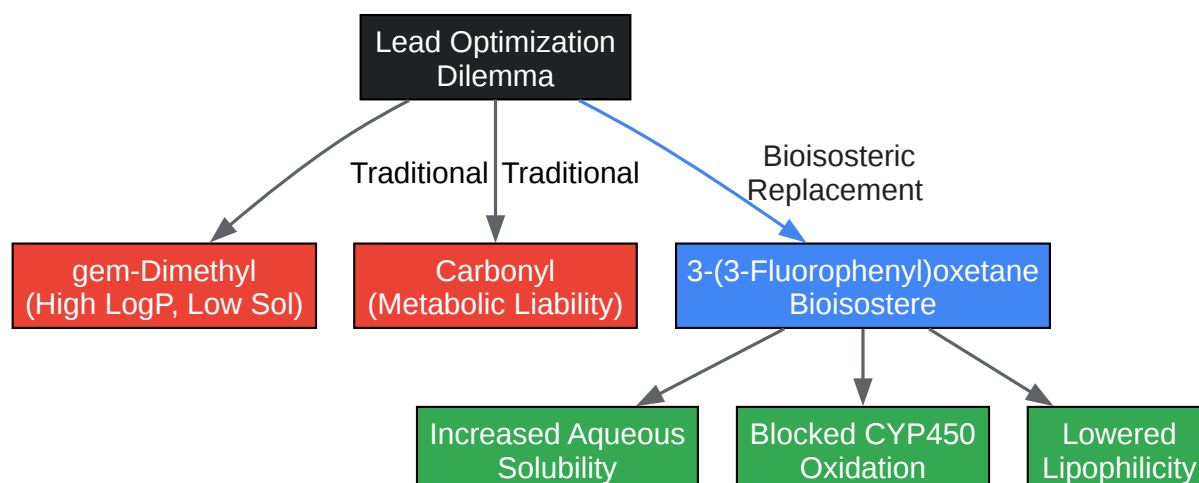 Lead Optimization
Dilemma
Traditional
Traditional
Bioisosteric
Replacement
gem-Dimethyl
(High LogP, Low Sol)
Carbonyl
(Metabolic Liability)
3-(3-Fluorophenyl)oxetane
Bioisostere
Increased Aqueous
Solubility
Blocked CYP450
Oxidation
Lowered
Lipophilicity